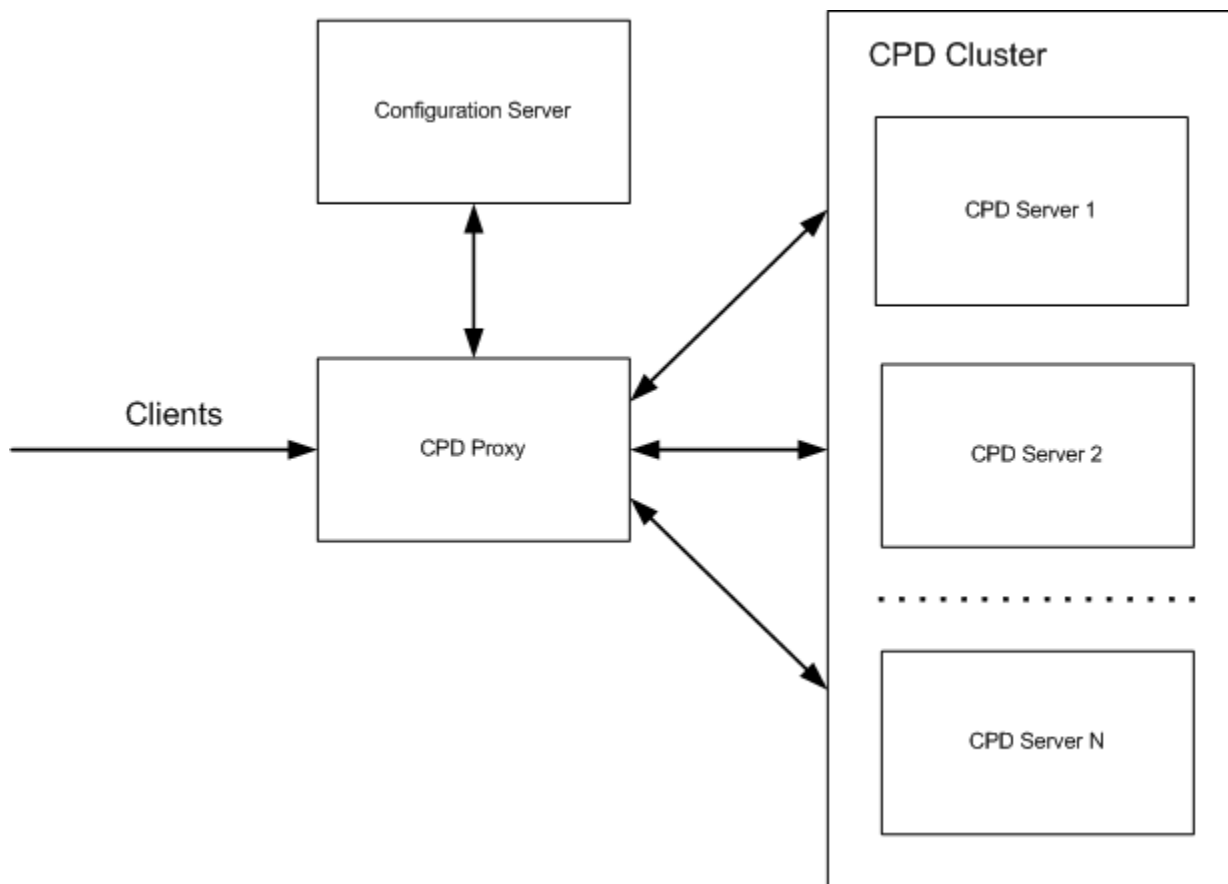 CPD Cluster
Configuration Server
CPD Server 1
Clients
CPD Proxy
CPD Server 2
CPD Server N